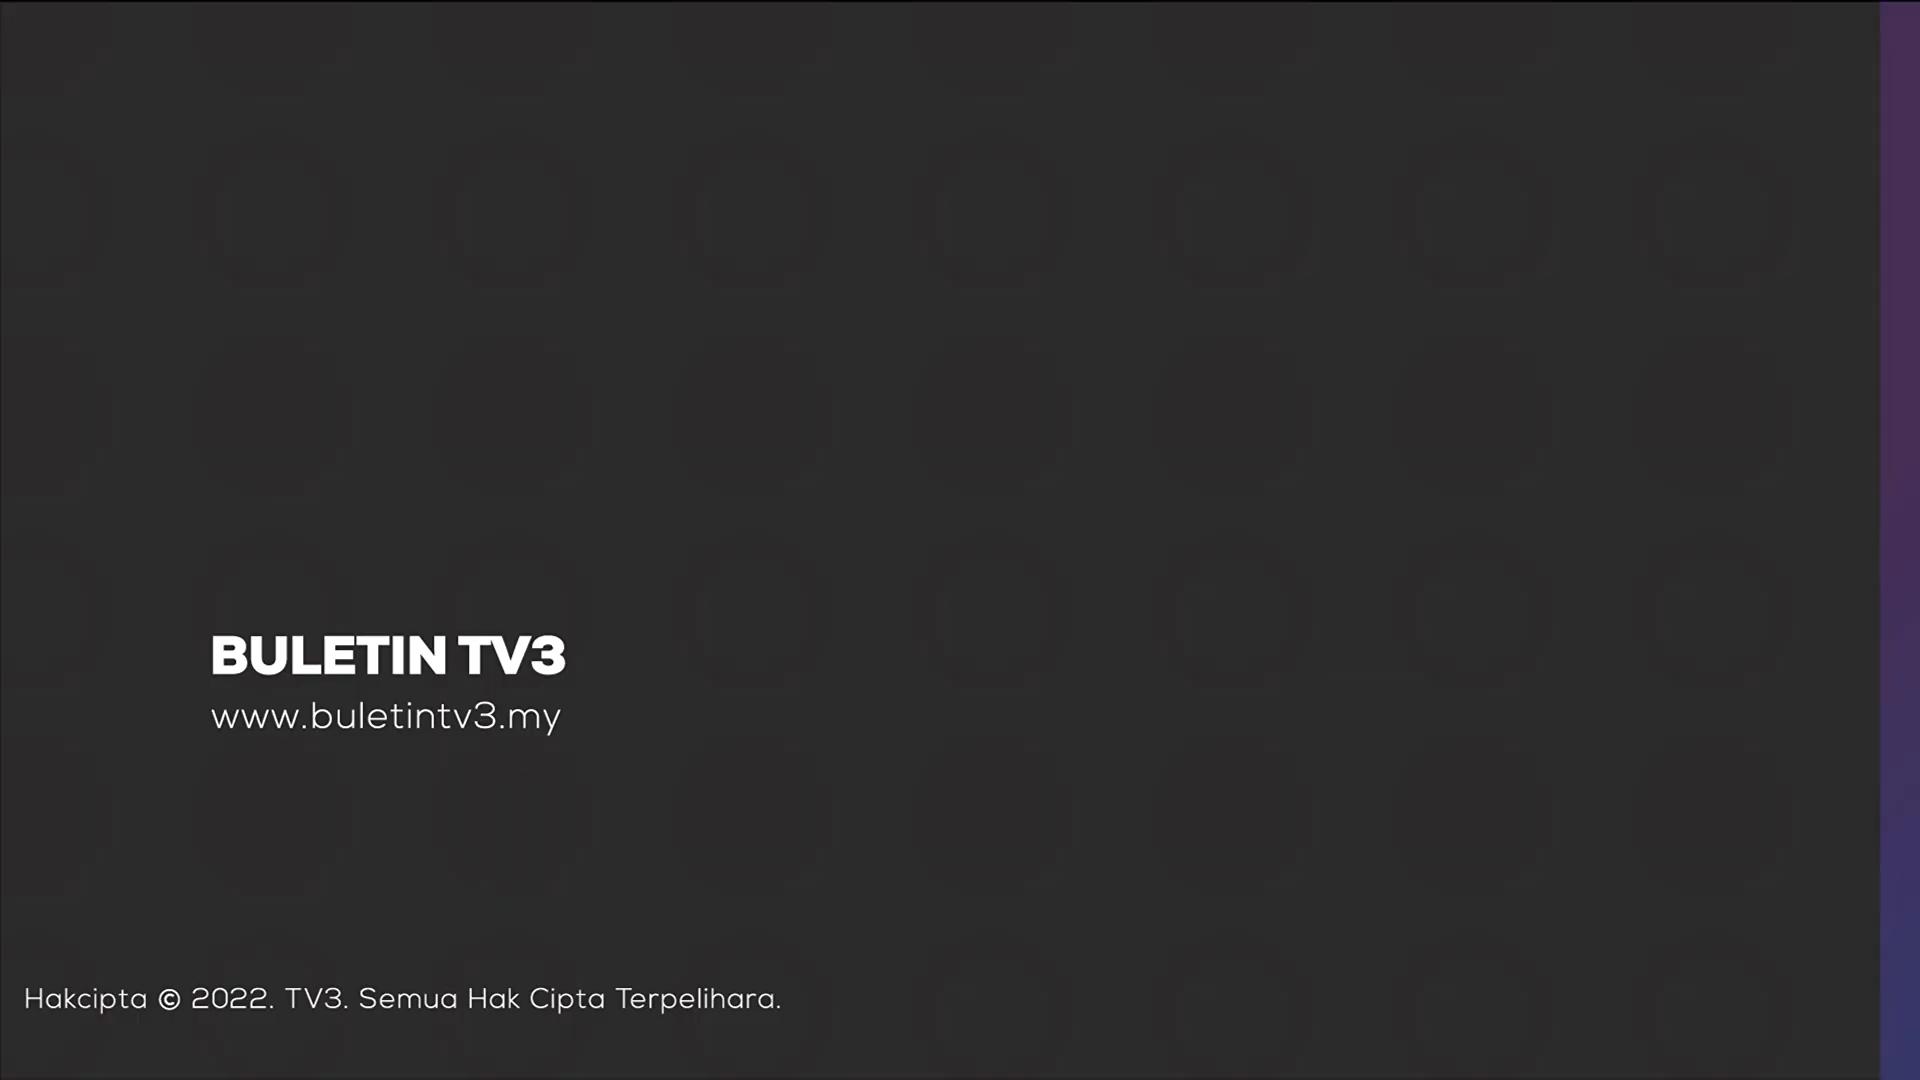 BULETIN TV3
www.buletintv3.my
Hakcipta © 2022. TV3. Semua Hak Cipta Terpelihara.